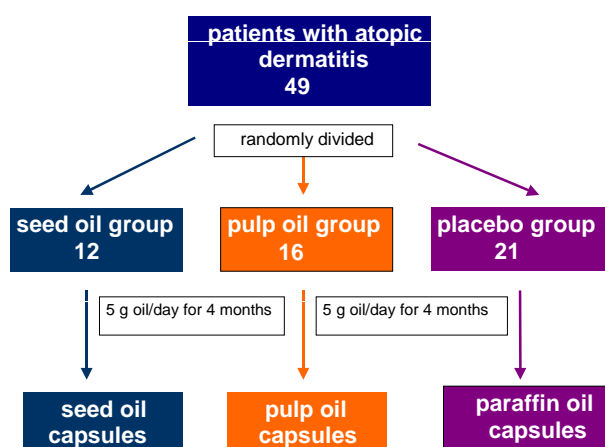 patients with atopic
dermatitis
49
randomly divided
seed oil group
12
pulp oil group
16
placebo group
21
5 g oil/day for 4 months
5 g oil/day for 4 months
seed oil
capsules
pulp oil
capsules
paraffin oil
capsules